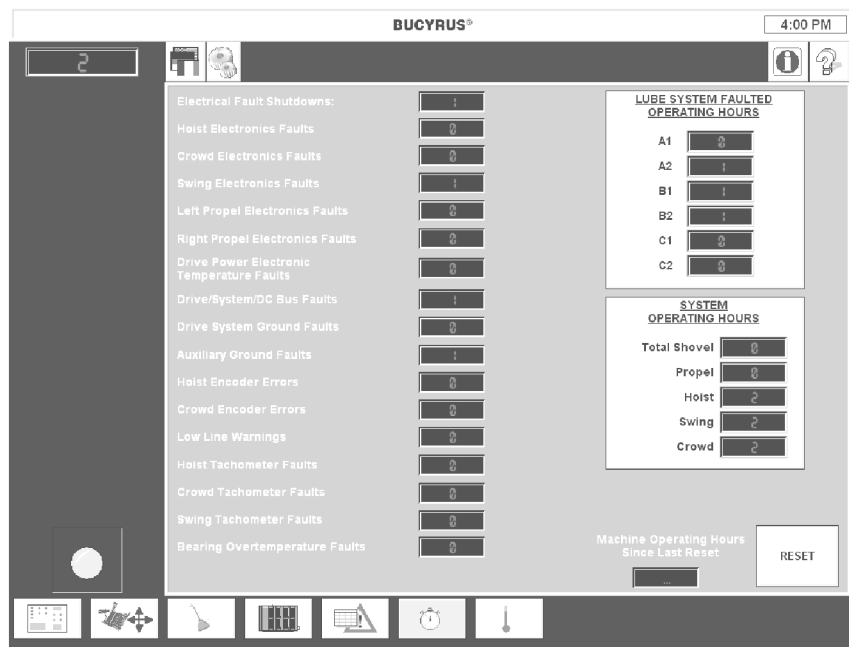 BUCYRUS®
4:00 PM
2
Electrical Fault Shutdowns: 1
Hoist Electronics Faults 0
Crowd Electronics Faults 0
Swing Electronics Faults 1
Left Propel Electronics Faults 0
Right Propel Electronics Faults 0
Drive Power Electronic
Temperature Faults 0
Drive/System/DC Bus Faults 1
Drive System Ground Faults 0
Auxiliary Ground Faults 1
Hoist Encoder Errors 0
Crowd Encoder Errors 0
Low Line Warnings 0
Hoist Tachometer Faults 0
Crowd Tachometer Faults 0
Swing Tachometer Faults 0
Bearing Overtemperature Faults 0
LUBE SYSTEM FAULTED
OPERATING HOURS
A1 0
A2 1
B1 1
B2 1
C1 0
C2 0
SYSTEM
OPERATING HOURS
Total Shovel 0
Propel 0
Hoist 2
Swing 2
Crowd 2
Machine Operating Hours
Since Last Reset
...
RESET